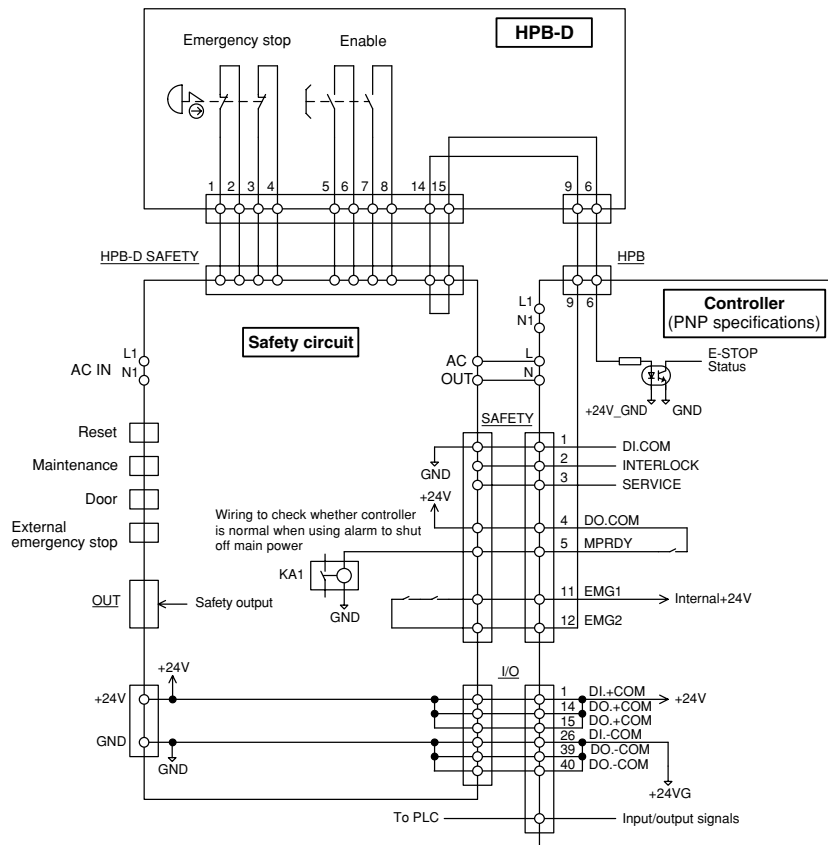 HPB-D
Emergency stop
Enable
1 2 3 4 5 6 7 8 14 15 9 6
HPB-D SAFETY
HPB
9 6
L1
N1
Controller
(PNP specifications)
Safety circuit
E-STOP
Status
+24V_GND
GND
AC IN
L1
N1
AC
OUT
L
N
SAFETY
Reset
Maintenance
Door
External
emergency stop
GND
+24V
1 DI.COM
2 INTERLOCK
3 SERVICE
4 DO.COM
5 MPRDY
Wiring to check whether controller
is normal when using alarm to shut
off main power
KA1
GND
11 EMG1
Internal+24V
12 EMG2
OUT
Safety output
I/O
+24V
+24V
GND
GND
1 DI.+COM
+24V
14 DO.+COM
15 DO.+COM
26 DI.-COM
39 DO.-COM
40 DO.-COM
+24VG
To PLC
Input/output signals